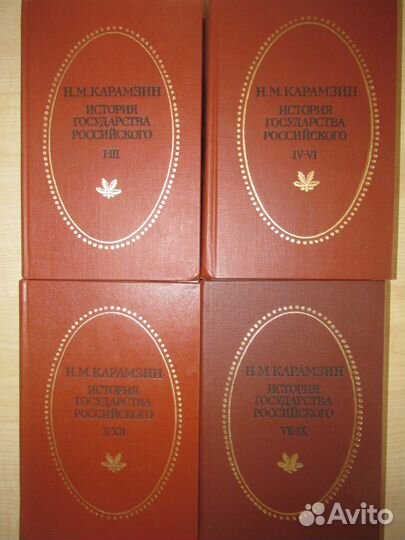 Н.М.КАРАМЗИН
ИСТОРИЯ
ГОСУДАРСТВА
РОССИЙСКОГО
I-III
Н.М.КАРАМЗИН
ИСТОРИЯ
ГОСУДАРСТВА
РОССИЙСКОГО
IV-VI
Н.М.КАРАМЗИН
ИСТОРИЯ
ГОСУДАРСТВА
РОССИЙСКОГО
X-XII
Н.М.КАРАМЗИН
ИСТОРИЯ
ГОСУДАРСТВА
РОССИЙСКОГО
VII-IX
Avito